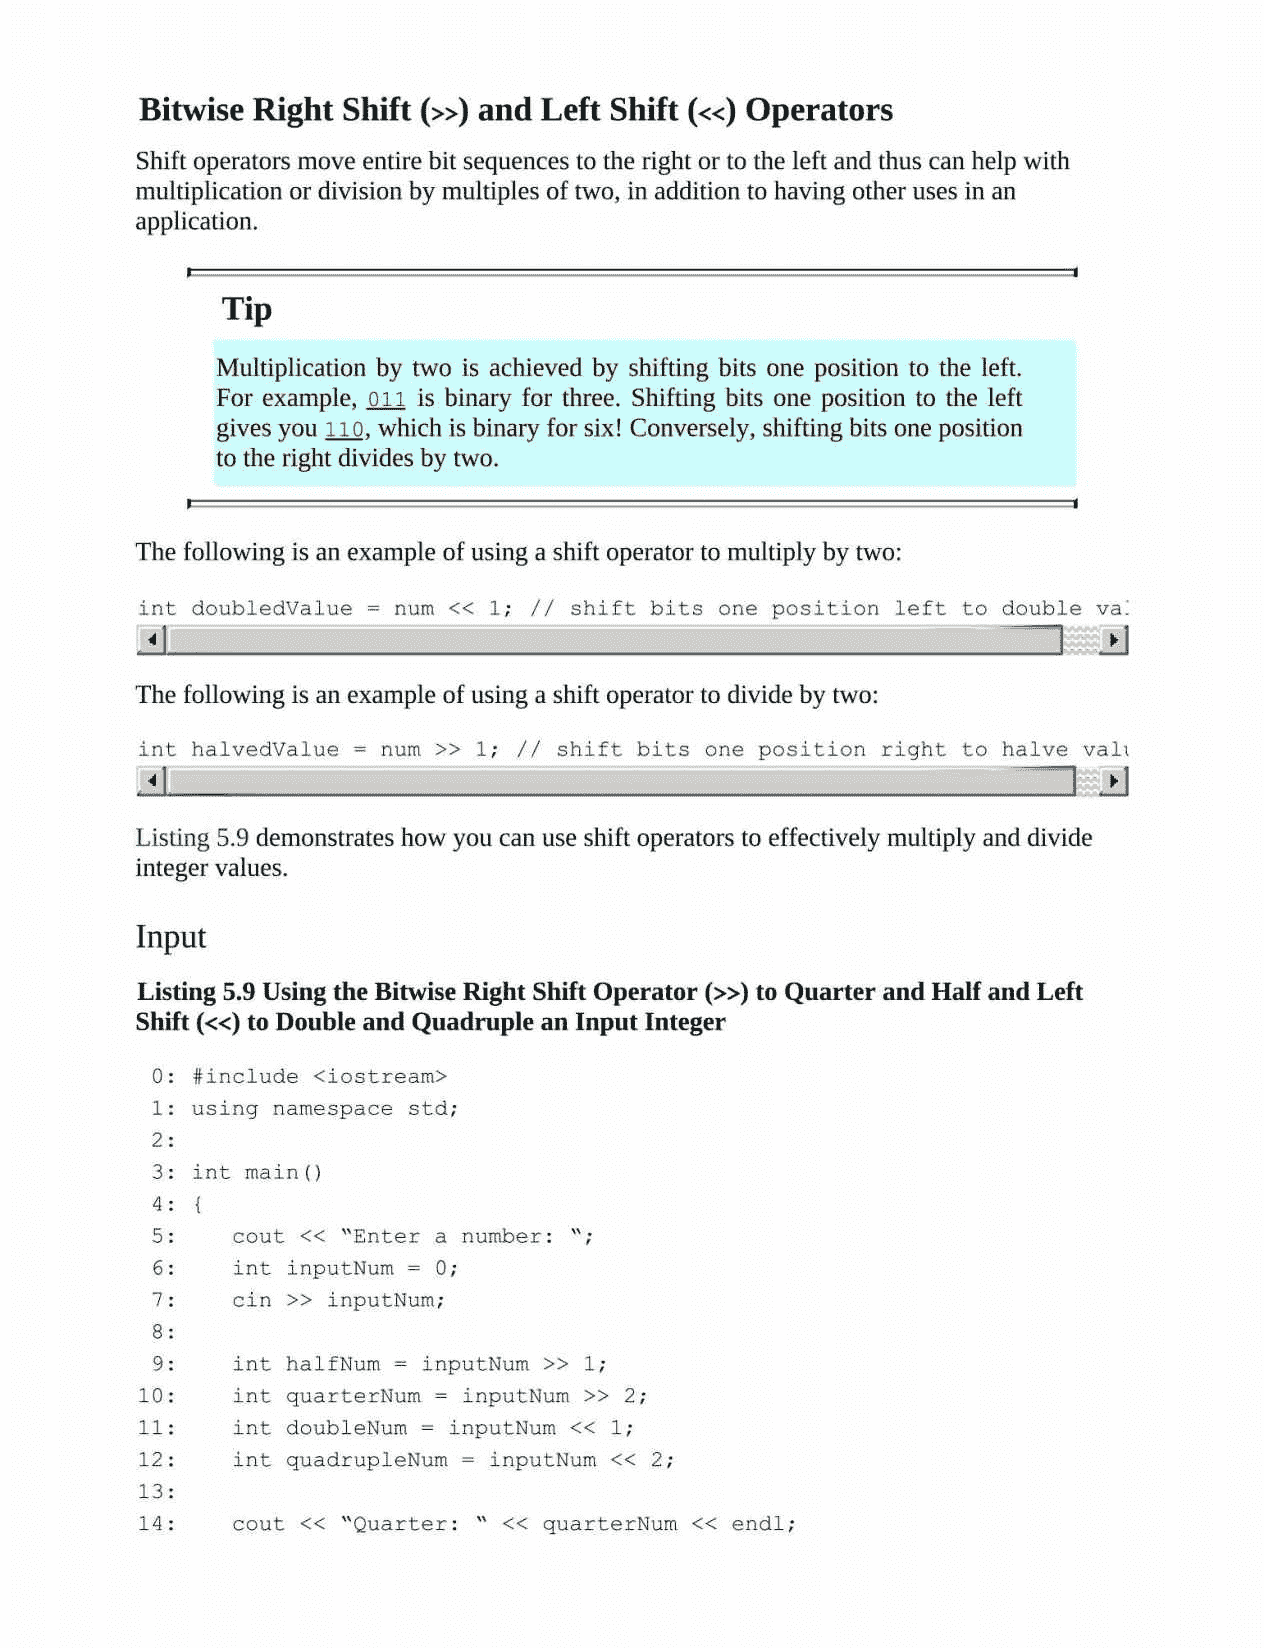 Bitwise Right Shift (>>) and Left Shift (<<) Operators
Shift operators move entire bit sequences to the right or to the left and thus can help with
multiplication or division by multiples of two, in addition to having other uses in an
application.
Tip
Multiplication by two is achieved by shifting bits one position to the left.
For example, 011 is binary for three. Shifting bits one position to the left
gives you 110, which is binary for six! Conversely, shifting bits one position
to the right divides by two.
The following is an example of using a shift operator to multiply by two:
int doubledValue = num << 1; // shift bits one position left to double
The following is an example of using a shift operator to divide by two:
int halvedValue = num >> 1; // shift bits one position right to halve
Listing 5.9 demonstrates how you can use shift operators to effectively multiply and divide
integer values.
Input
Listing 5.9 Using the Bitwise Right Shift Operator (>>) to Quarter and Half and Left
Shift (<<) to Double and Quadruple an Input Integer
0: #include <iostream>
1: using namespace std;
2:
3: int main()
4: {
5:    cout << “Enter a number: “;
6:    int inputNum = 0;
7:    cin >> inputNum;
8:
9:    int halfNum = inputNum >> 1;
10:    int quarterNum = inputNum >> 2;
11:    int doubleNum = inputNum << 1;
12:    int quadrupleNum = inputNum << 2;
13:
14:    cout << “Quarter: “ << quarterNum << endl;